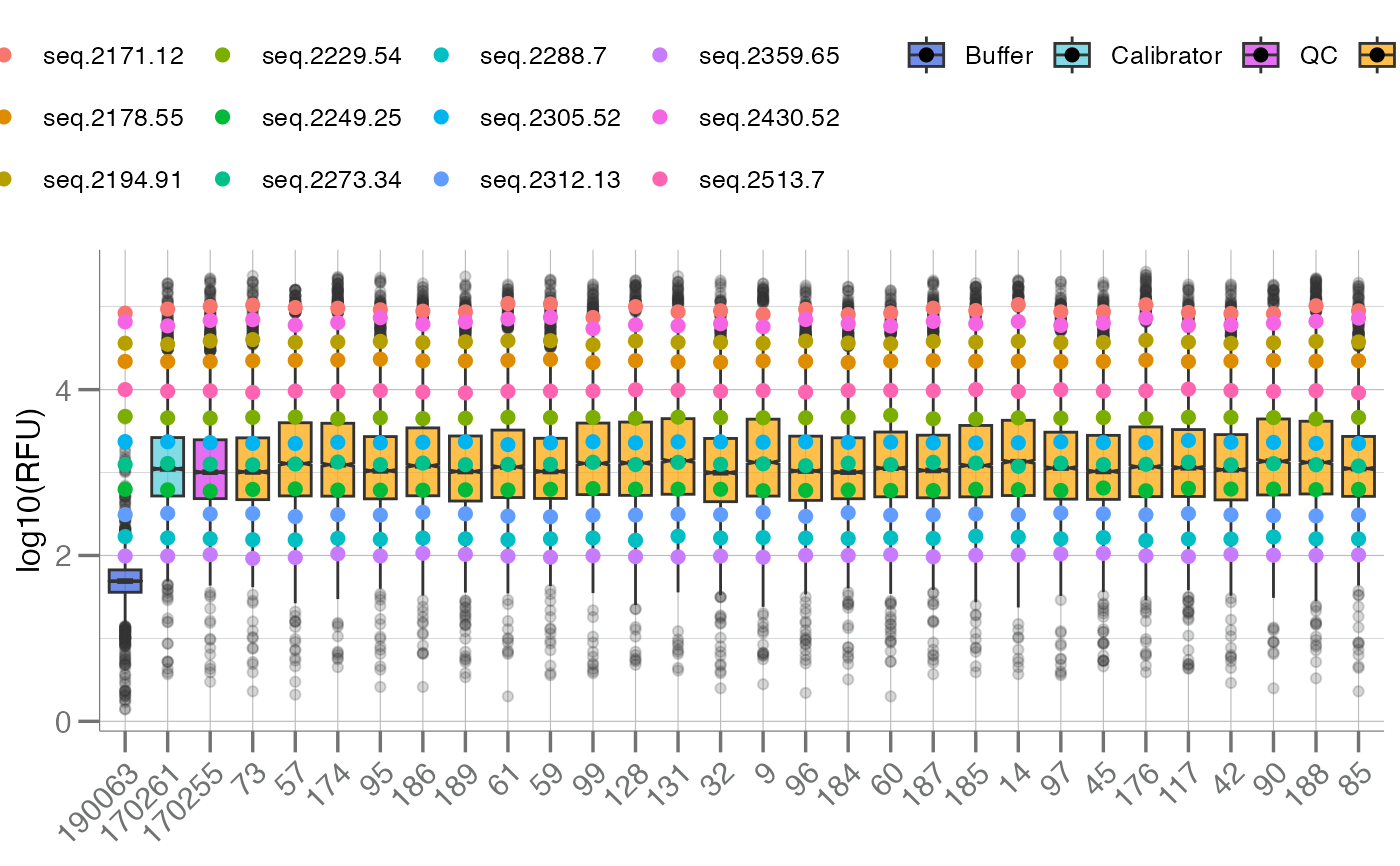 seq.2171.12 seq.2229.54 seq.2288.7 seq.2359.65 Buffer Calibrator QC
seq.2178.55 seq.2249.25 seq.2305.52 seq.2430.52
seq.2194.91 seq.2273.34 seq.2312.13 seq.2513.7
log10(RFU)
4
2
0
190063 170261 170255 73 57 174 95 186 189 61 59 99 128 131 32 9 96 184 60 187 185 14 97 45 176 117 42 90 188 85